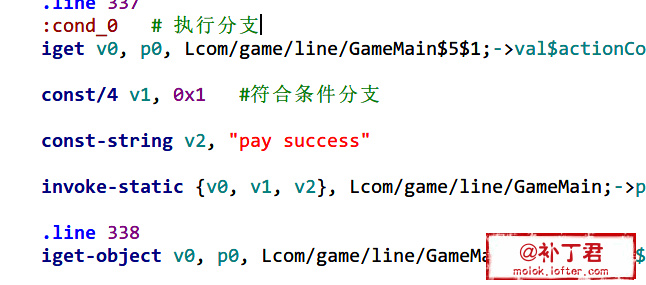 .line 337
:cond_0 # 执行分支
iget v0, p0, Lcom/game/line/GameMain$5$1;->val$actionCo
const/4 v1, 0x1 #符合条件分支
const-string v2, "pay success"
invoke-static {v0, v1, v2}, Lcom/game/line/GameMain;->p
.line 338
iget-object v0, p0, Lcom/game/line/GameMa
@补丁君
molok.lofter.com
$